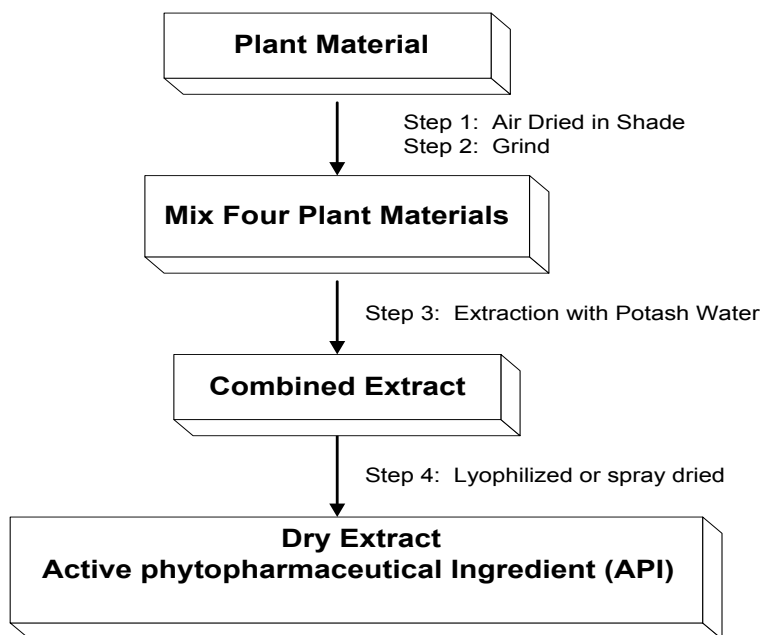 Plant Material
Step 1:  Air Dried in Shade
Step 2:  Grind
Mix Four Plant Materials
Step 3:  Extraction with Potash Water
Combined Extract
Step 4:  Lyophilized or spray dried
Dry Extract
Active phytopharmaceutical Ingredient (API)